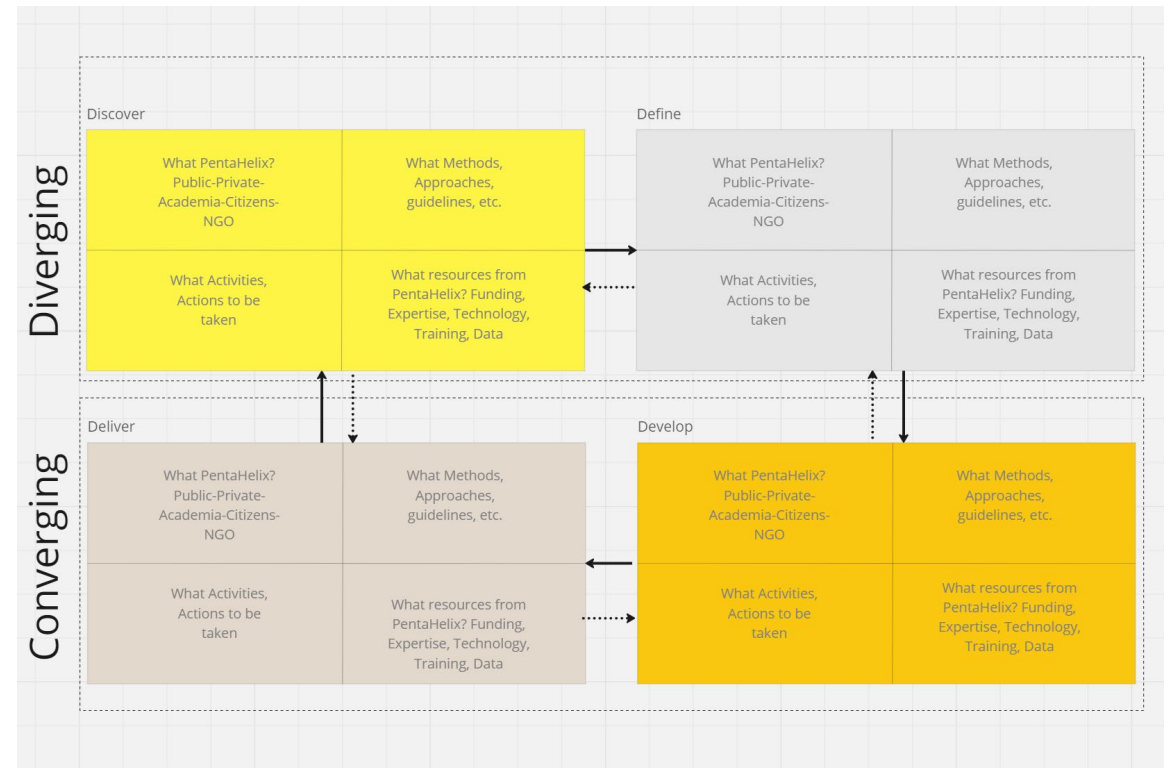 Diverging
Discover
What PentaHelix?
Public-Private-
Academia-Citizens-
NGO
What Methods,
Approaches,
guidelines, etc.
What Activities,
Actions to be
taken
What resources from
PentaHelix? Funding,
Expertise, Technology,
Training, Data
Define
What PentaHelix?
Public-Private-
Academia-Citizens-
NGO
What Methods,
Approaches,
guidelines, etc.
What Activities,
Actions to be
taken
What resources from
PentaHelix? Funding,
Expertise, Technology,
Training, Data
Converging
Deliver
What PentaHelix?
Public-Private-
Academia-Citizens-
NGO
What Methods,
Approaches,
guidelines, etc.
What Activities,
Actions to be
taken
What resources from
PentaHelix? Funding,
Expertise, Technology,
Training, Data
Develop
What PentaHelix?
Public-Private-
Academia-Citizens-
NGO
What Methods,
Approaches,
guidelines, etc.
What Activities,
Actions to be
taken
What resources from
PentaHelix? Funding,
Expertise, Technology,
Training, Data